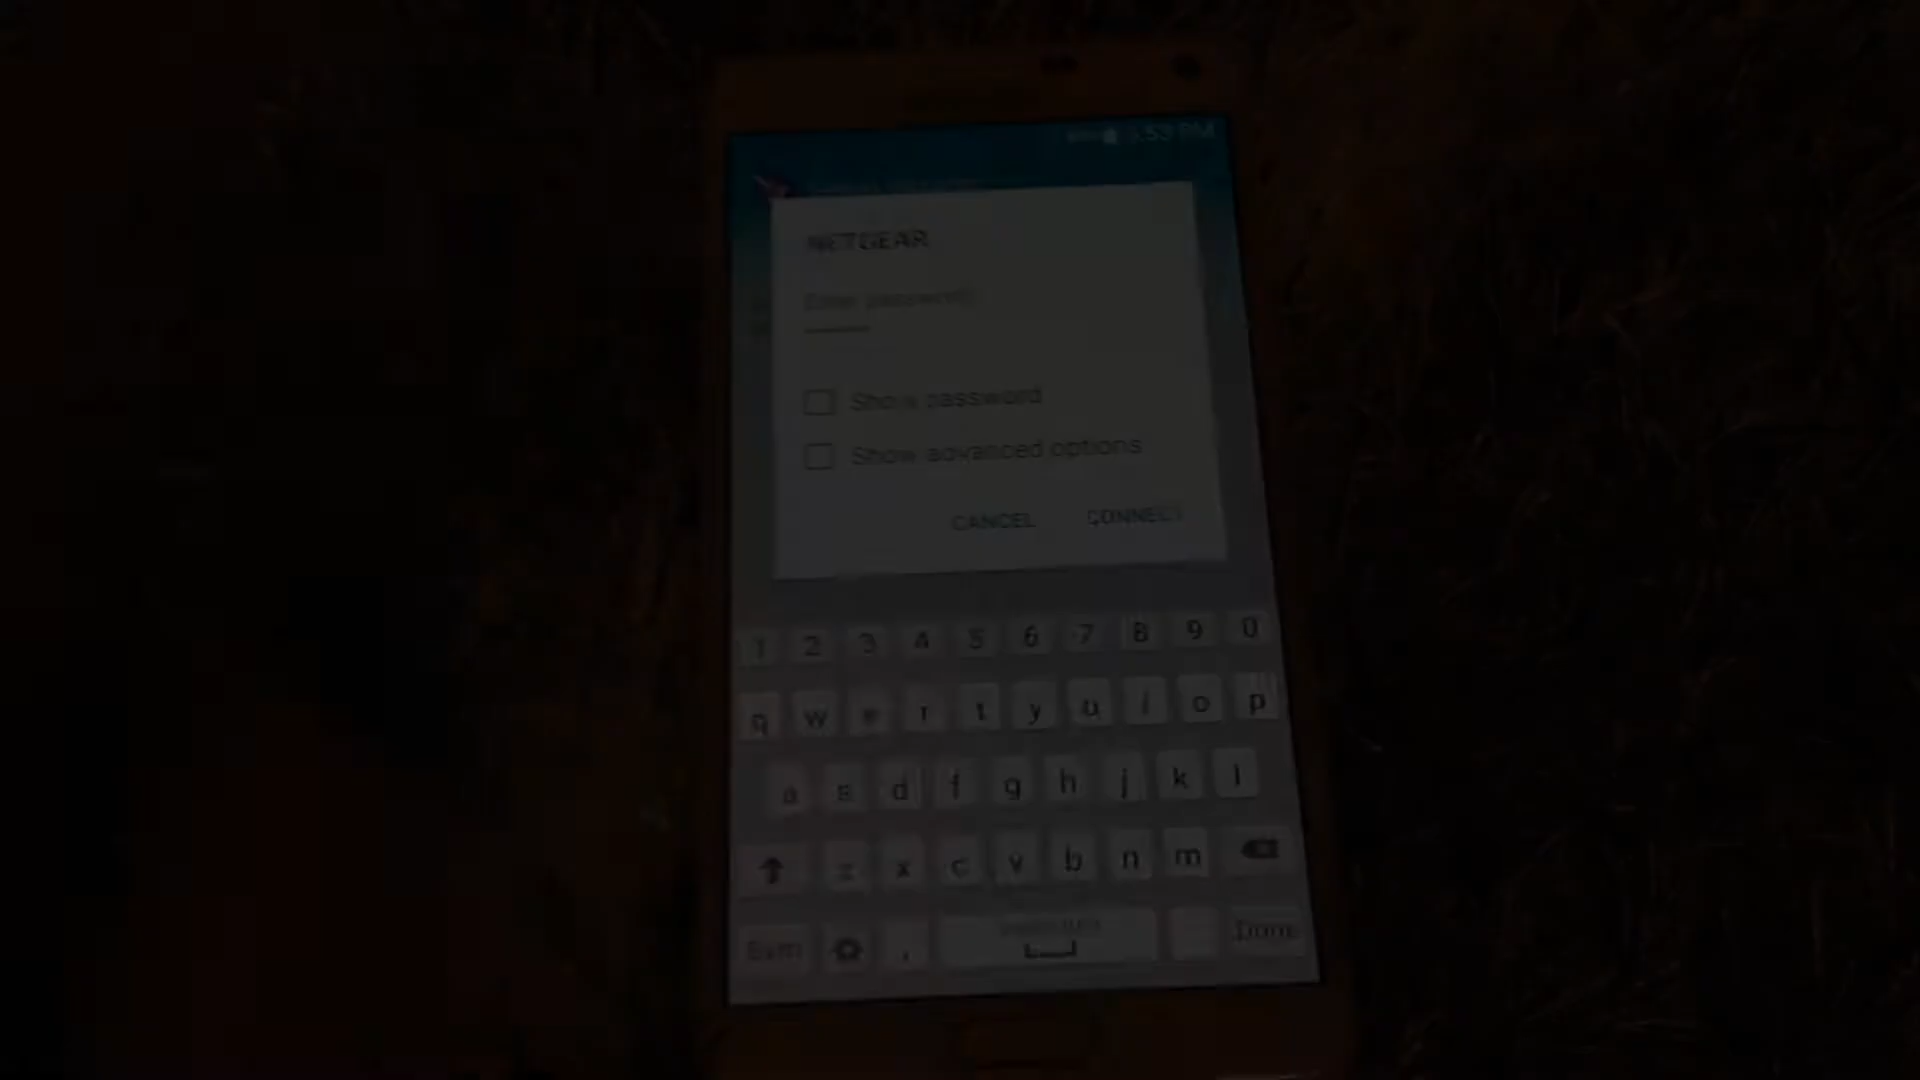 NETGEAR
Enter password
Show password
Show advanced options
CANCEL CONNECT
1 2 3 4 5 6 7 8 9 0
q w e r t y u i o p
a s d f g h j k l
z x c v b n m
Sym , Done